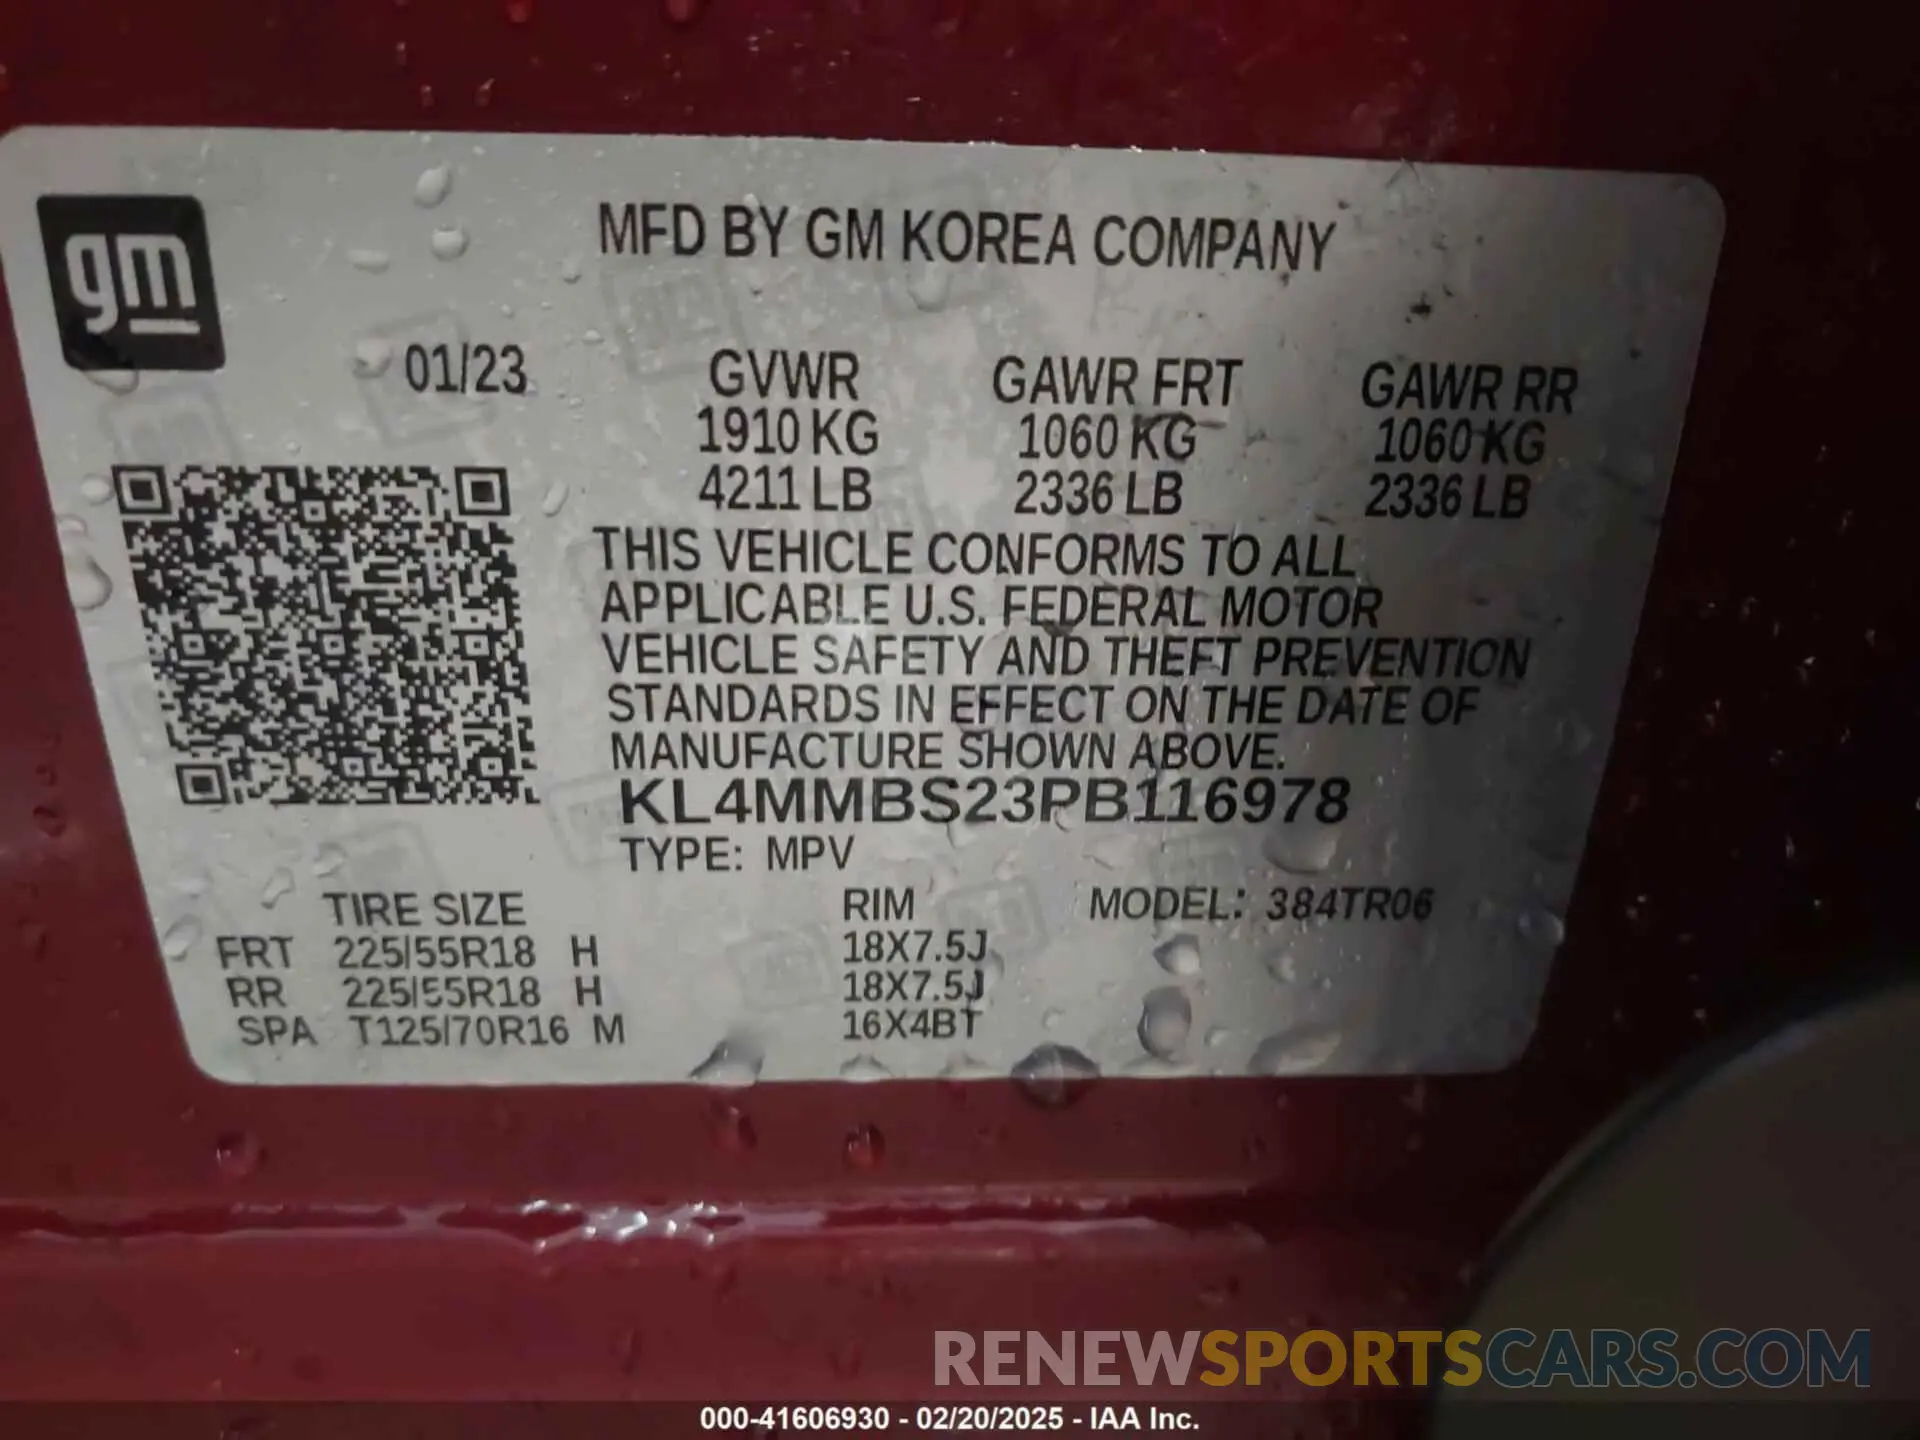 gm
MFD BY GM KOREA COMPANY
01/23 GVWR GAWR FRT GAWR RR
1910 KG 1060 KG 1060 KG
4211 LB 2336 LB 2336 LB
THIS VEHICLE CONFORMS TO ALL
APPLICABLE U.S. FEDERAL MOTOR
VEHICLE SAFETY AND THEFT PREVENTION
STANDARDS IN EFFECT ON THE DATE OF
MANUFACTURE SHOWN ABOVE.
KL4MMBS23PB116978
TYPE: MPV
TIRE SIZE RIM MODEL: 384TR06
FRT 225/55R18 H 18X7.5J
RR 225/55R18 H 18X7.5J
SPA T125/70R16 M 16X4BT
RENEWSPORTSCARS.COM
000-41606930 - 02/20/2025 - IAA Inc.